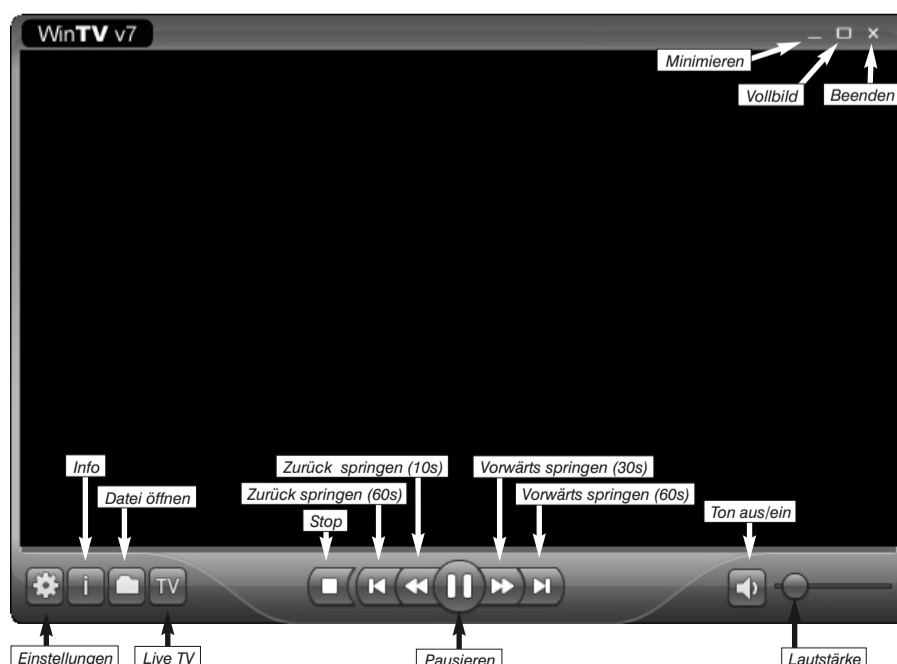 WinTV v7
Minimieren
Vollbild
Beenden
Info
Zurück springen (10s)
Vorwärts springen (30s)
Datei öffnen
Zurück springen (60s)
Vorwärts springen (60s)
Stop
Ton aus/ein
i
TV
Einstellungen
Live TV
Pausieren
Lautstärke